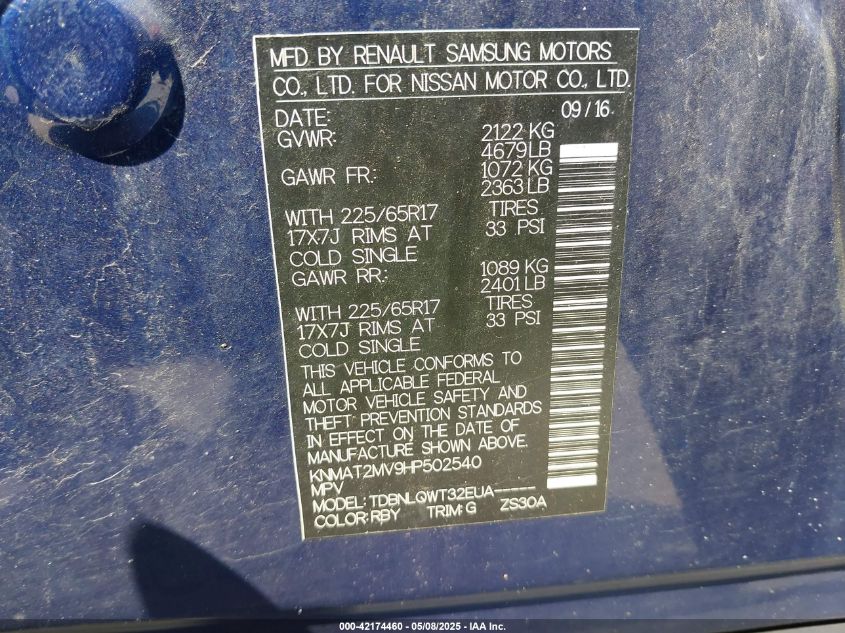 MFD BY RENAULT SAMSUNG MOTORS
CO., LTD. FOR NISSAN MOTOR CO., LTD.
DATE: 09/16
GVWR: 2122 KG
4679LB
GAWR FR.: 1072 KG
2363 LB
WITH 225/65R17 TIRES
17X7J RIMS AT 33 PSI
COLD SINGLE
GAWR RR.: 1089 KG
2401 LB
WITH 225/65R17 TIRES
17X7J RIMS AT 33 PSI
COLD SINGLE
THIS VEHICLE CONFORMS TO
ALL APPLICABLE FEDERAL
MOTOR VEHICLE SAFETY AND
THEFT PREVENTION STANDARDS
IN EFFECT ON THE DATE OF
MANUFACTURE SHOWN ABOVE.
KNMAT2MV9HP502540
MPV
MODEL: TDBNLQWT32EUA-----
COLOR:RBY TRIM:G ZS30A
000-42174460 - 05/08/2025 - IAA Inc.